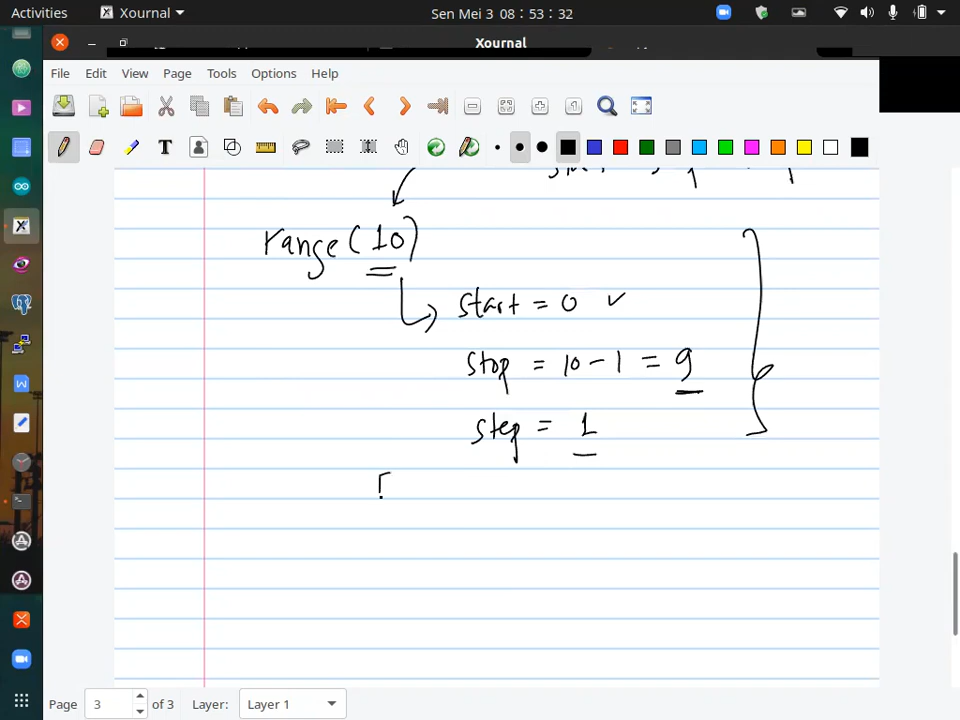 Activities Xournal Sen Mei 3 08 : 53 : 32
Xournal
File Edit View Page Tools Options Help
T
range(10)
start = 0 ✓
stop = 10 - 1 = 9
step = 1
[
Page 3 of 3 Layer: Layer 1